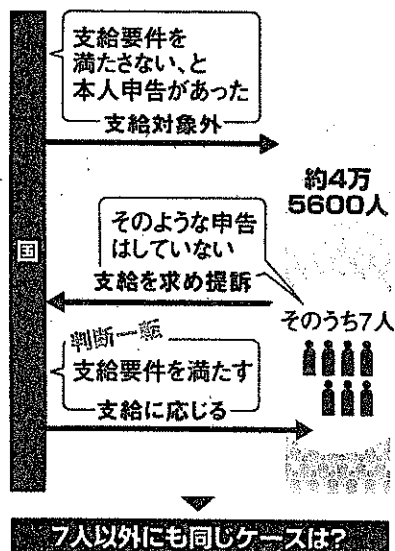 支給要件を
満たさない、と
本人申告があった
支給対象外
約4万
5600人
国
そのような申告
はしていない
支給を求め提訴
そのうち7人
判断一転
支給要件を満たす
支給に応じる
7人以外にも同じケースは?